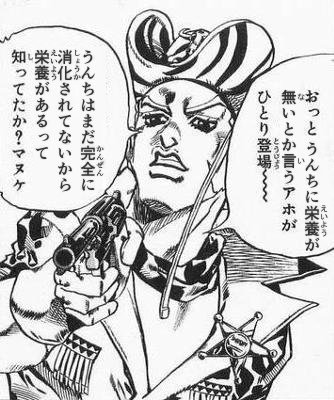 おっと うんちに栄養が
無いとか言うアホが
ひとり登場〜〜
うんちはまだ完全に
消化されてないから
栄養があるって
知ってたか?マヌケ